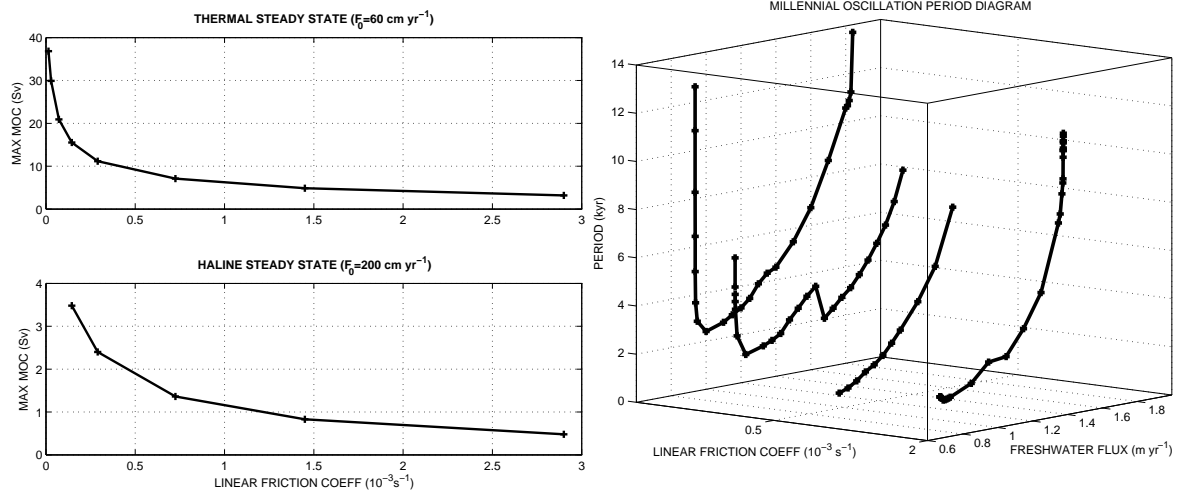 THERMAL STEADY STATE (F0=60 cm yr−1)
MAX MOC (Sv)
40
30
20
10
0
0 0.5 1 1.5 2 2.5 3
HALINE STEADY STATE (F0=200 cm yr−1)
MAX MOC (Sv)
4
3
2
1
0
0 0.5 1 1.5 2 2.5 3
LINEAR FRICTION COEFF (10−3s−1)
MILLENNIAL OSCILLATION PERIOD DIAGRAM
PERIOD (kyr)
14
12
10
8
6
4
2
0
0.5
2
LINEAR FRICTION COEFF (10−3 s−1)
0.6 0.8 1 1.2 1.4 1.6 1.8
FRESHWATER FLUX (m yr−1)